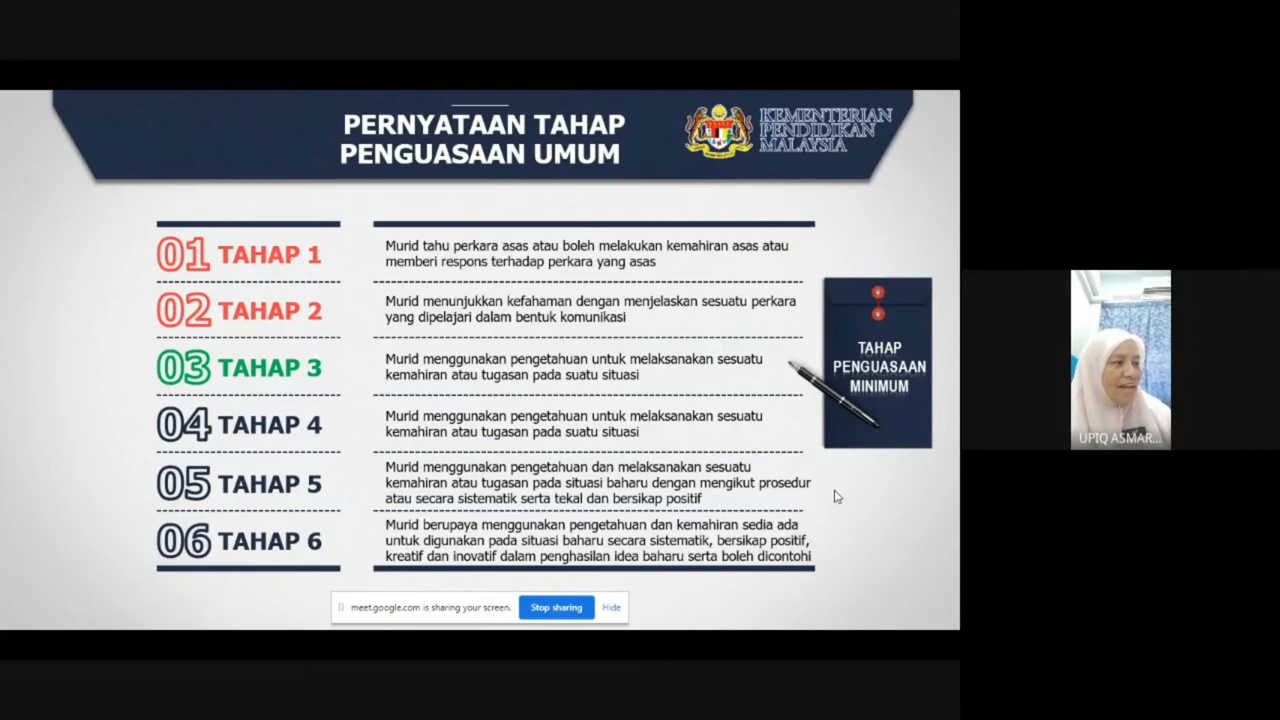 PERNYATAAN TAHAP
PENGUASAAN UMUM
KEMENTERIAN
PENDIDIKAN
MALAYSIA
01 TAHAP 1
Murid tahu perkara asas atau boleh melakukan kemahiran asas atau
memberi respons terhadap perkara yang asas
02 TAHAP 2
Murid menunjukkan kefahaman dengan menjelaskan sesuatu perkara
yang dipelajari dalam bentuk komunikasi
03 TAHAP 3
Murid menggunakan pengetahuan untuk melaksanakan sesuatu
kemahiran atau tugasan pada suatu situasi
04 TAHAP 4
Murid menggunakan pengetahuan untuk melaksanakan sesuatu
kemahiran atau tugasan pada suatu situasi
05 TAHAP 5
Murid menggunakan pengetahuan dan melaksanakan sesuatu
kemahiran atau tugasan pada situasi baharu dengan mengikut prosedur
atau secara sistematik serta tekal dan bersikap positif
06 TAHAP 6
Murid berupaya menggunakan pengetahuan dan kemahiran sedia ada
untuk digunakan pada situasi baharu secara sistematik, bersikap positif,
kreatif dan inovatif dalam penghasilan idea baharu serta boleh dicontohi
TAHAP
PENGUASAAN
MINIMUM
meet.google.com is sharing your screen.
Stop sharing
Hide
UPIQ ASMAR...